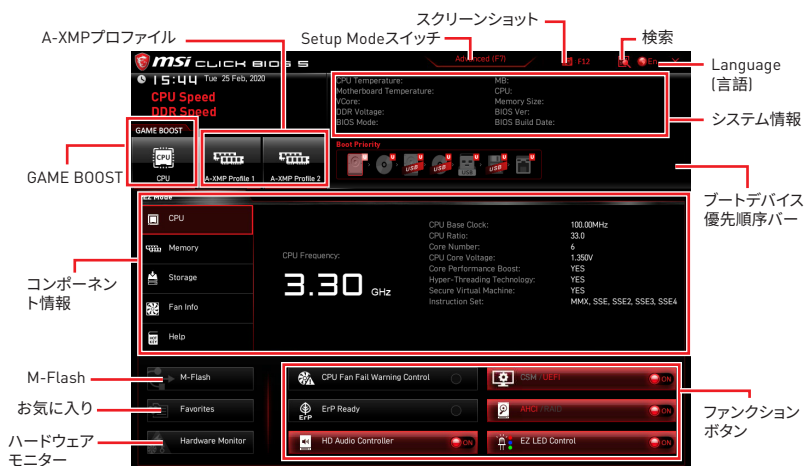 スクリーンショット
A-XMPプロファイル
Setup Modeスイッチ
検索
msi CLICK BIOS 5
Advanced (F7)
F12
En
X
Language
(言語)
15:44 Tue 25 Feb, 2020
CPU Speed
DDR Speed
CPU Temperature:
Motherboard Temperature:
VCore:
DDR Voltage:
BIOS Mode:
MB:
CPU:
Memory Size:
BIOS Ver:
BIOS Build Date:
システム情報
GAME BOOST
CPU
CPU
A-XMP Profile 1
A-XMP Profile 2
Boot Priority
U
U
U
USB
U
USB
U
USB
U
USB
U
GAME BOOST
ブートデバイス
優先順序バー
EZ Mode
CPU
Memory
Storage
Fan Info
Help
CPU Frequency:
3.30 GHz
CPU Base Clock: 100.00MHz
CPU Ratio: 33.0
Core Number: 6
CPU Core Voltage: 1.350V
Core Performance Boost: YES
Hyper-Threading Technology: YES
Secure Virtual Machine: YES
Instruction Set: MMX, SSE, SSE2, SSE3, SSE4
コンポーネン
ト情報
M-Flash
お気に入り
ハードウェア
モニター
M-Flash
Favorites
Hardware Monitor
CPU Fan Fail Warning Control
CSM /UEFI
ON
ErP
ErP Ready
AHCI /RAID
ON
HD Audio Controller
ON
EZ LED Control
ON
ファンクション
ボタン